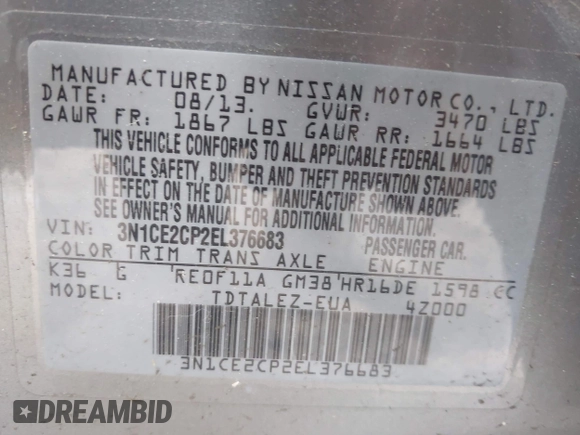 MANUFACTURED BY NISSAN MOTOR CO., LTD.
DATE: 08/13. GVWR: 3470 LBS
GAWR FR: 1867 LBS GAWR RR: 1664 LBS
THIS VEHICLE CONFORMS TO ALL APPLICABLE FEDERAL MOTOR
VEHICLE SAFETY, BUMPER AND THEFT PREVENTION STANDARDS
IN EFFECT ON THE DATE OF MANUFACTURE SHOWN ABOVE.
SEE OWNER'S MANUAL FOR ADDITIONAL INFORMATION.
VIN: 3N1CE2CP2EL376683 PASSENGER CAR.
COLOR TRIM TRANS AXLE ENGINE
K36 G RE0F11A GM38 HR16DE 1598 CC
MODEL: TDTALEZ-EUA 4Z000
3N1CE2CP2EL376683
DREAMBID